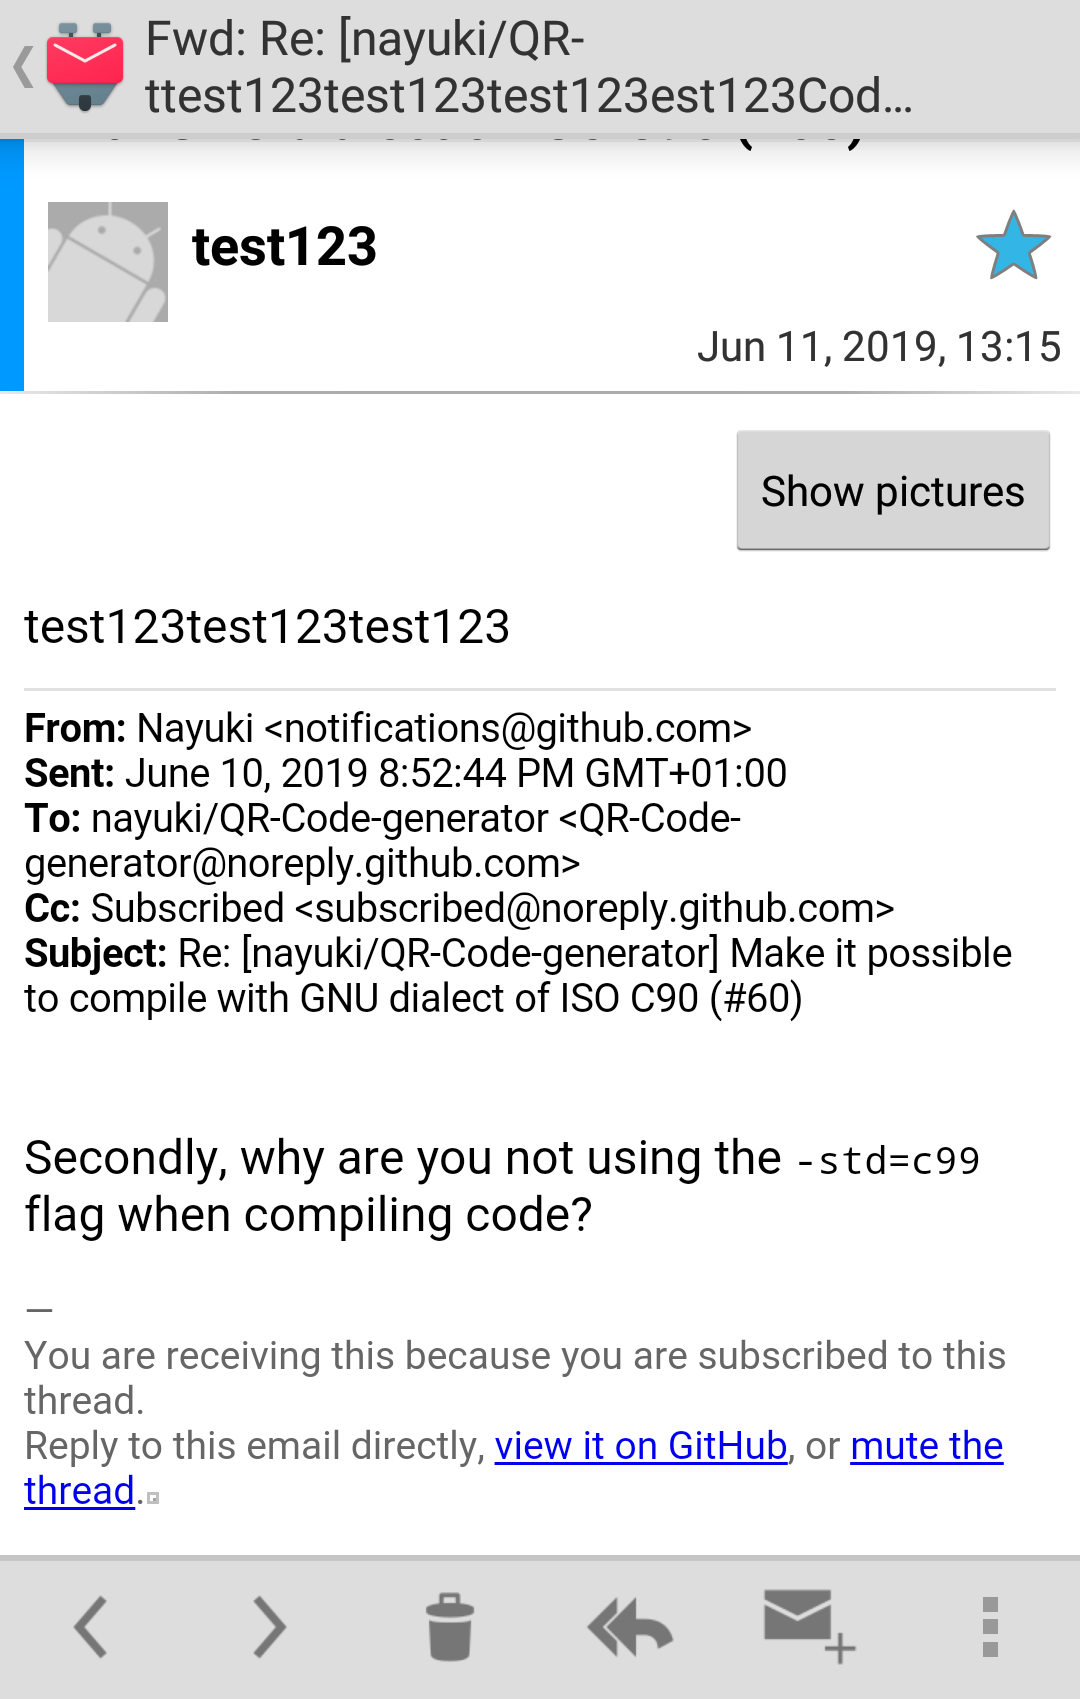 Fwd: Re: [nayuki/QR-
ttest123test123test123est123Cod...
test123
Jun 11, 2019, 13:15
Show pictures
test123test123test123
From: Nayuki <notifications@github.com>
Sent: June 10, 2019 8:52:44 PM GMT+01:00
To: nayuki/QR-Code-generator <QR-Code-
generator@noreply.github.com>
Cc: Subscribed <subscribed@noreply.github.com>
Subject: Re: [nayuki/QR-Code-generator] Make it possible
to compile with GNU dialect of ISO C90 (#60)
Secondly, why are you not using the -std=c99
flag when compiling code?
—
You are receiving this because you are subscribed to this
thread.
Reply to this email directly, view it on GitHub, or mute the
thread.